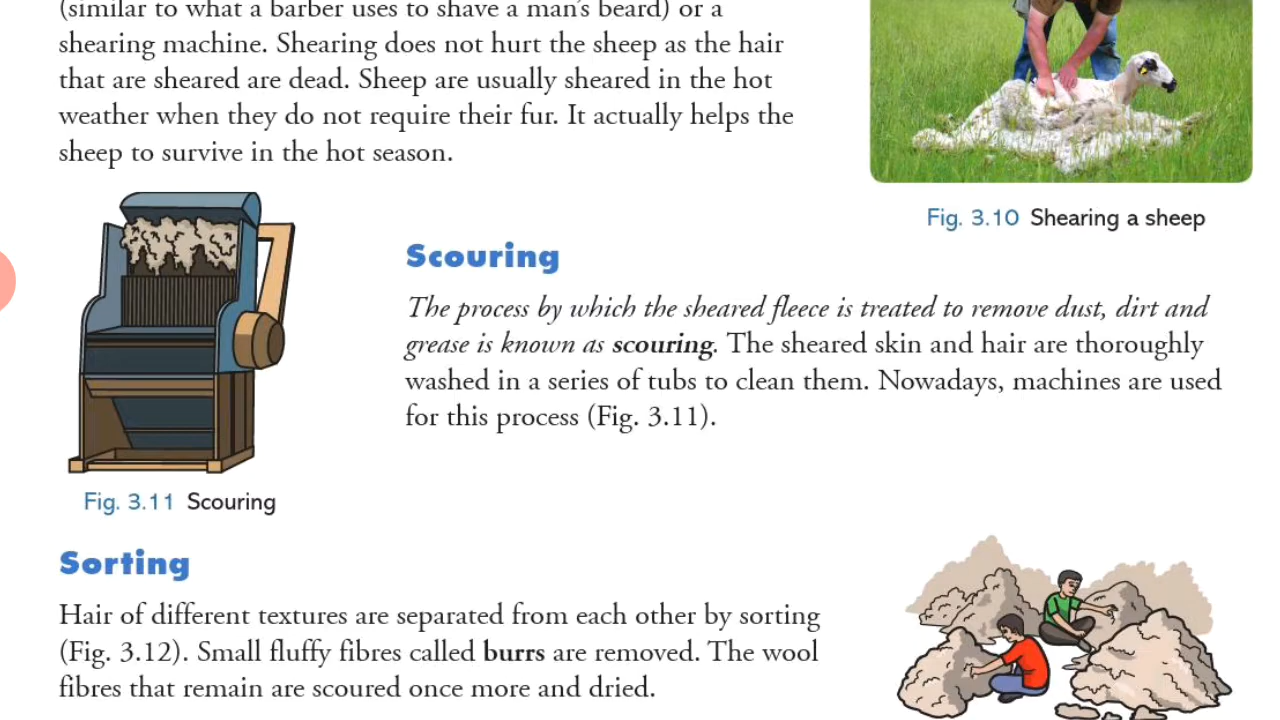 (similar to what a barber uses to shave a man's beard) or a
shearing machine. Shearing does not hurt the sheep as the hair
that are sheared are dead. Sheep are usually sheared in the hot
weather when they do not require their fur. It actually helps the
sheep to survive in the hot season.
Fig. 3.10 Shearing a sheep
Scouring
The process by which the sheared fleece is treated to remove dust, dirt and
grease is known as scouring. The sheared skin and hair are thoroughly
washed in a series of tubs to clean them. Nowadays, machines are used
for this process (Fig. 3.11).
Fig. 3.11 Scouring
Sorting
Hair of different textures are separated from each other by sorting
(Fig. 3.12). Small fluffy fibres called burrs are removed. The wool
fibres that remain are scoured once more and dried.